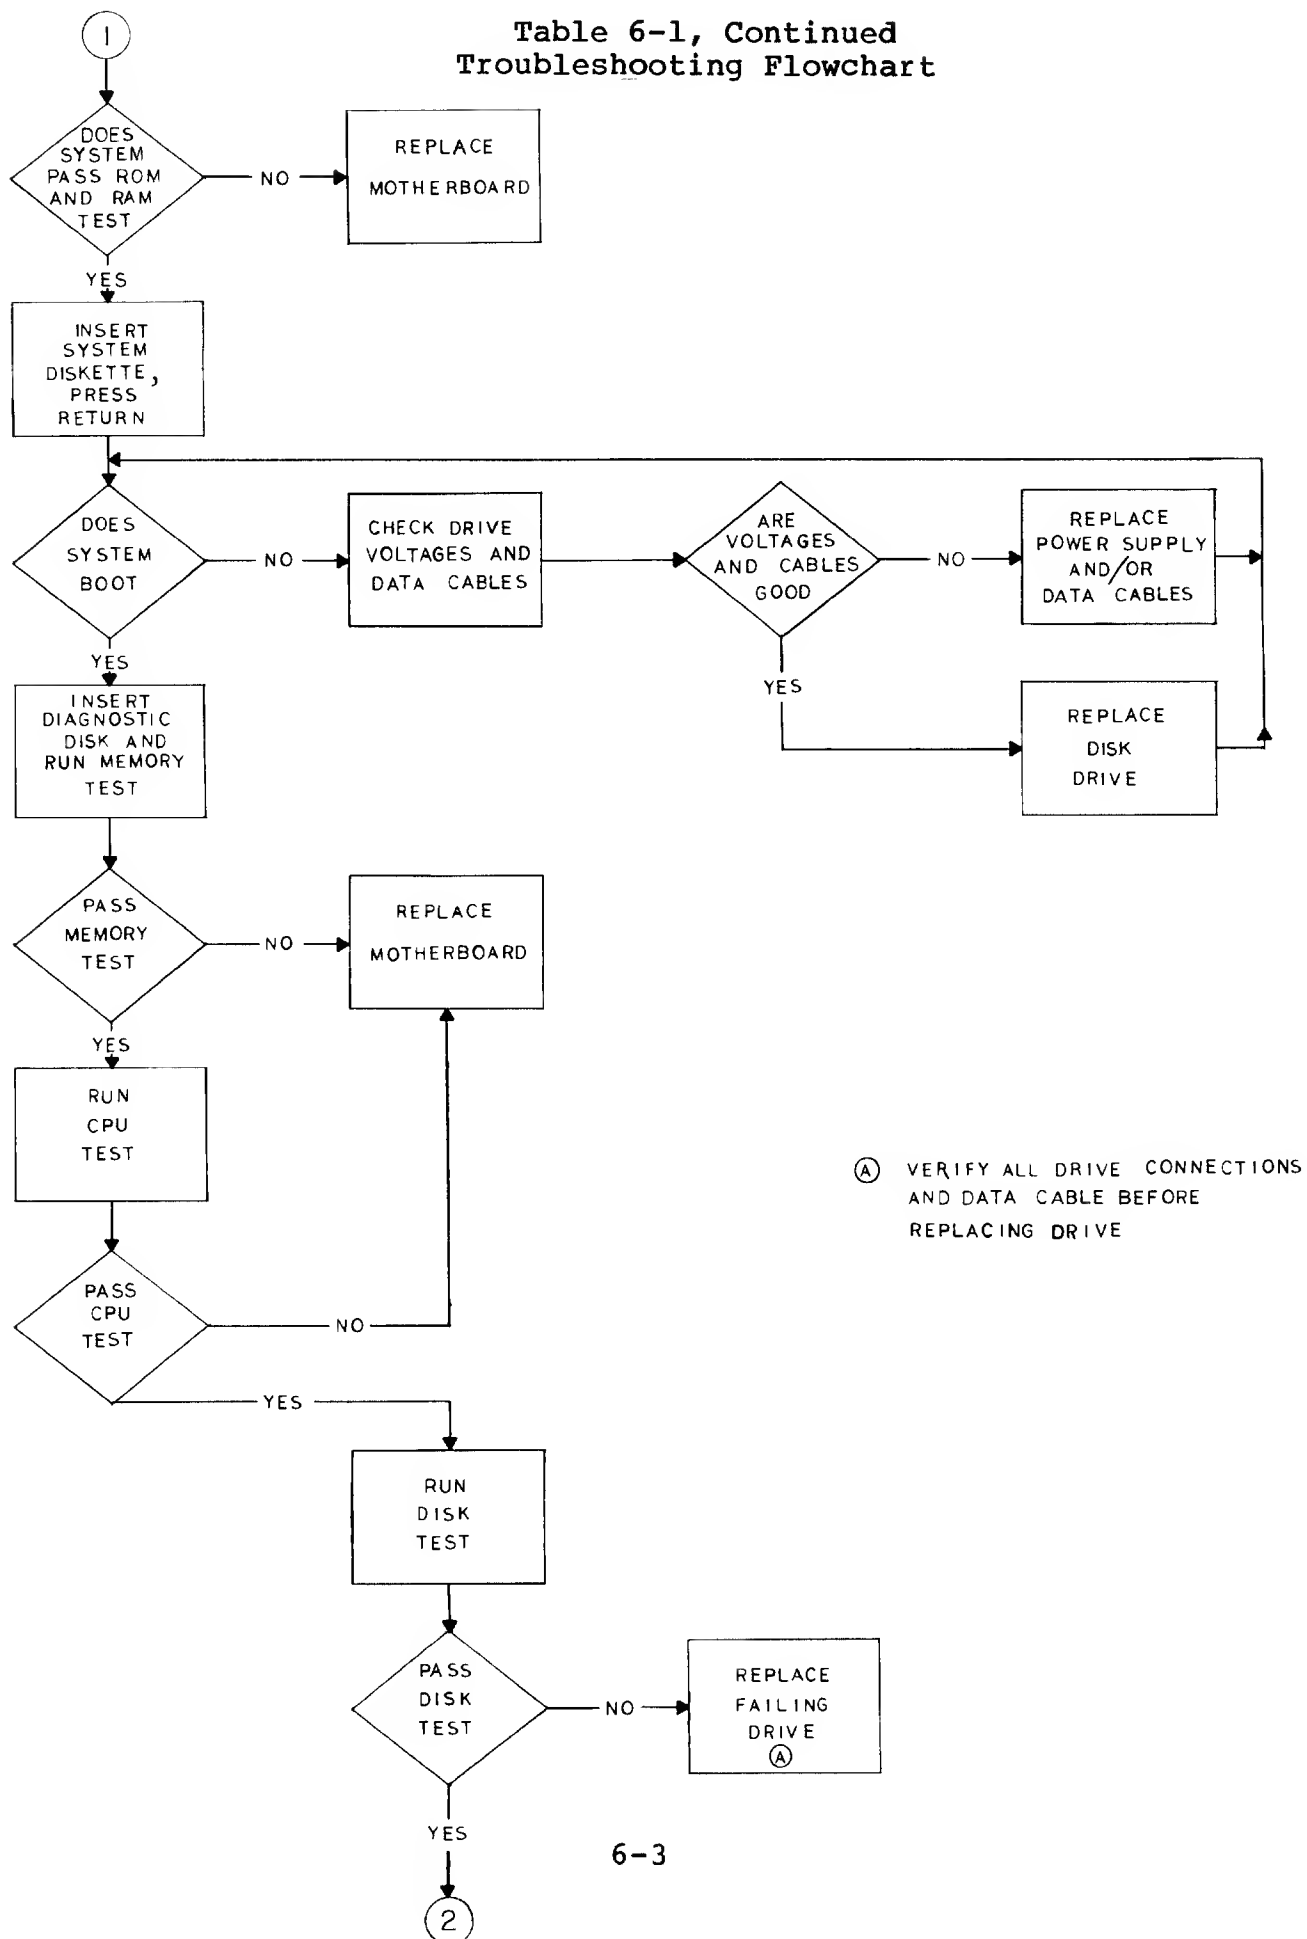 Table 6-1, Continued
Troubleshooting Flowchart
1
DOES
SYSTEM
PASS ROM
AND RAM
TEST
NO
REPLACE
MOTHERBOARD
YES
INSERT
SYSTEM
DISKETTE,
PRESS
RETURN
DOES
SYSTEM
BOOT
NO
CHECK DRIVE
VOLTAGES AND
DATA CABLES
ARE
VOLTAGES
AND CABLES
GOOD
NO
REPLACE
POWER SUPPLY
AND/OR
DATA CABLES
YES
YES
REPLACE
DISK
DRIVE
INSERT
DIAGNOSTIC
DISK AND
RUN MEMORY
TEST
PASS
MEMORY
TEST
NO
REPLACE
MOTHERBOARD
YES
RUN
CPU
TEST
A VERIFY ALL DRIVE CONNECTIONS
AND DATA CABLE BEFORE
REPLACING DRIVE
PASS
CPU
TEST
NO
YES
RUN
DISK
TEST
PASS
DISK
TEST
NO
REPLACE
FAILING
DRIVE
A
YES
6-3
2